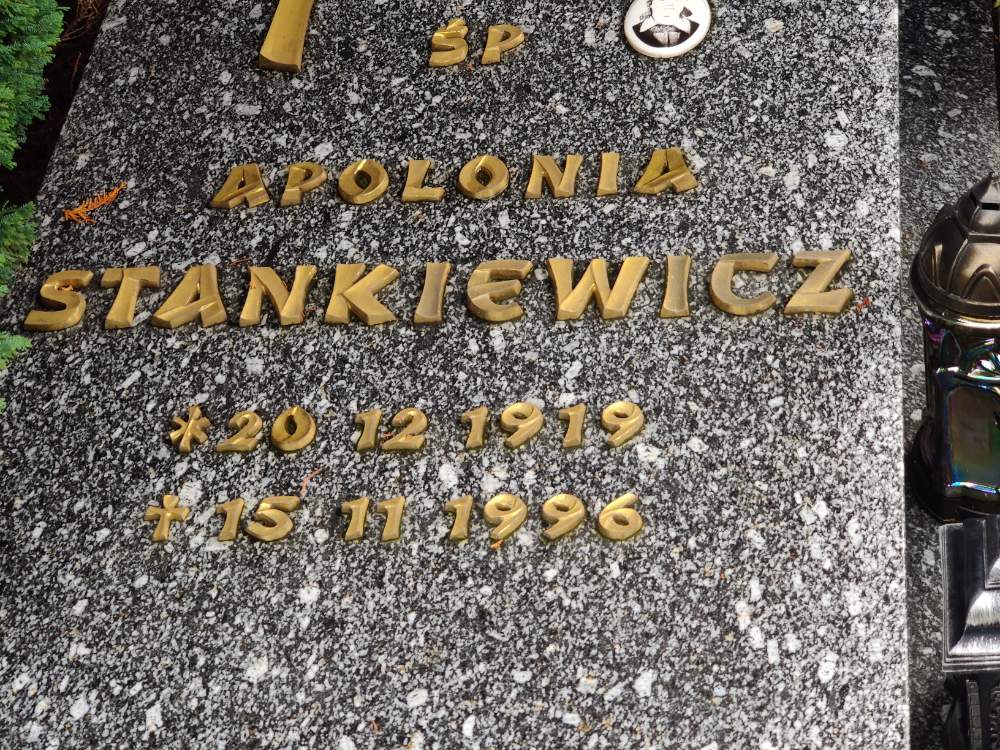 ŚP
APOLONIA
STANKIEWICZ
* 20 12 1919
† 15 11 1996